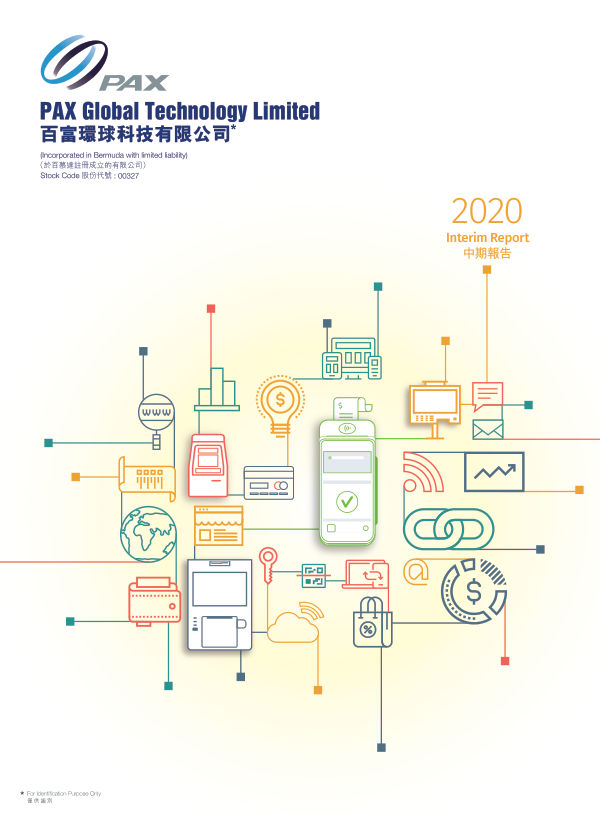 PAX
PAX Global Technology Limited
百富環球科技有限公司*
(Incorporated in Bermuda with limited liability)
(於百慕達註冊成立的有限公司)
Stock Code 股份代號 : 00327
2020
Interim Report
中期報告
$
$
www
@
$
%
* For Identification Purpose Only
僅供識別